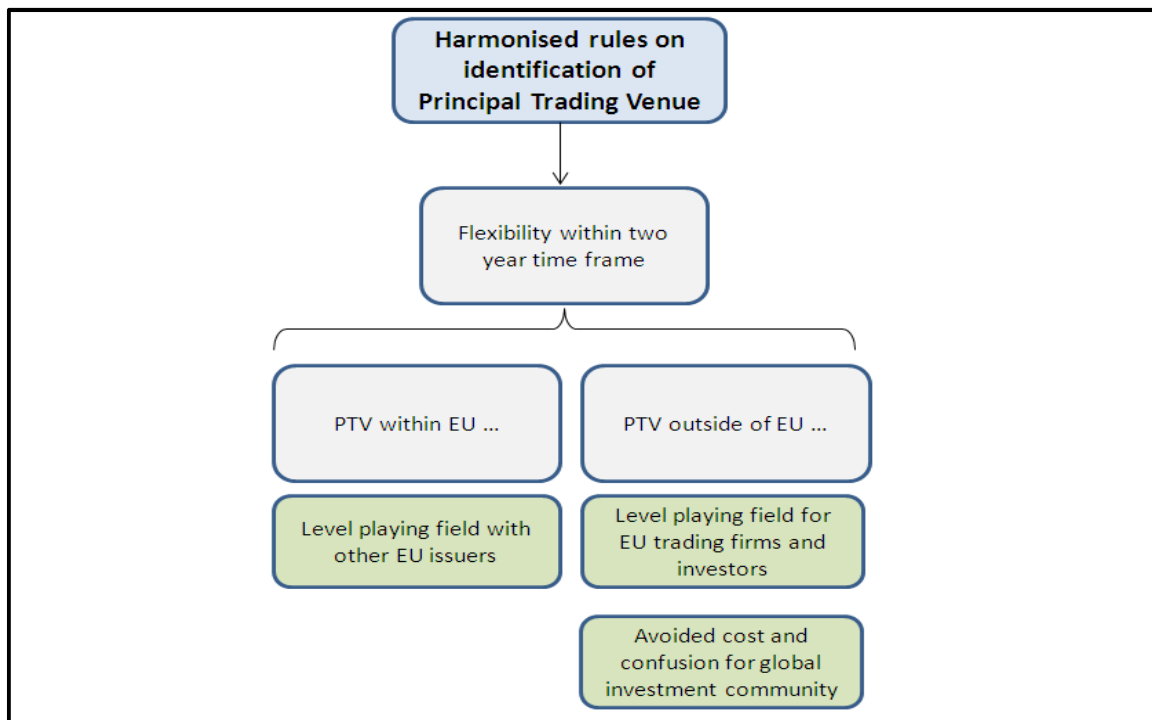 Harmonised rules on
identification of
Principal Trading Venue
Flexibility within two
year time frame
PTV within EU ...
PTV outside of EU ...
Level playing field with
other EU issuers
Level playing field for
EU trading firms and
investors
Avoided cost and
confusion for global
investment community